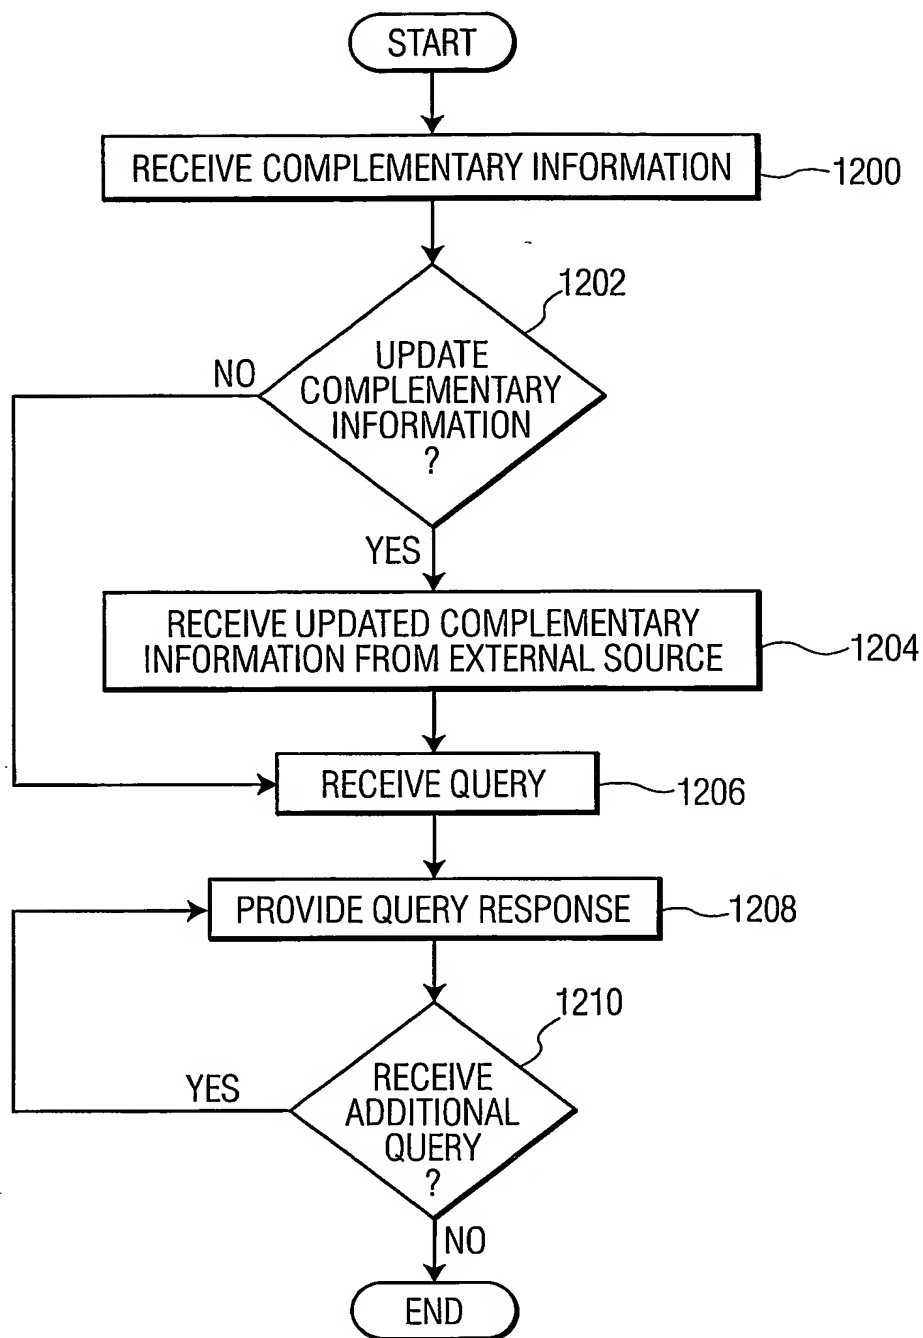 START
RECEIVE COMPLEMENTARY INFORMATION
1200
1202
UPDATE
COMPLEMENTARY
INFORMATION
?
NO
YES
RECEIVE UPDATED COMPLEMENTARY
INFORMATION FROM EXTERNAL SOURCE
1204
RECEIVE QUERY
1206
PROVIDE QUERY RESPONSE
1208
1210
RECEIVE
ADDITIONAL
QUERY
?
YES
NO
END